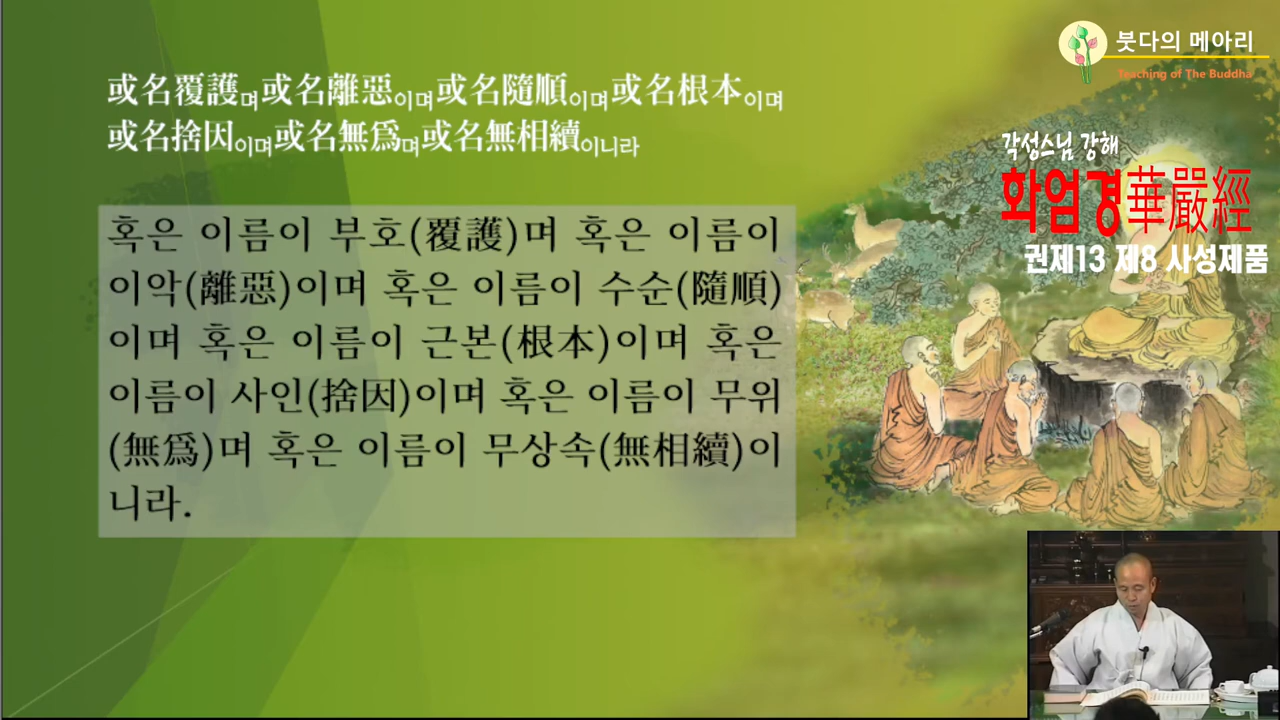 或名覆護며或名離惡이며或名隨順이며或名根本이며
或名捨因이며或名無爲며或名無相續이니라
혹은 이름이 부호(覆護)며 혹은 이름이
이악(離惡)이며 혹은 이름이 수순(隨順)
이며 혹은 이름이 근본(根本)이며 혹은
이름이 사인(捨因)이며 혹은 이름이 무위
(無爲)며 혹은 이름이 무상속(無相續)이
니라.
붓다의 메아리
Teaching of The Buddha
각성스님 강해
화엄경華嚴經
권제13 제8 사성제품